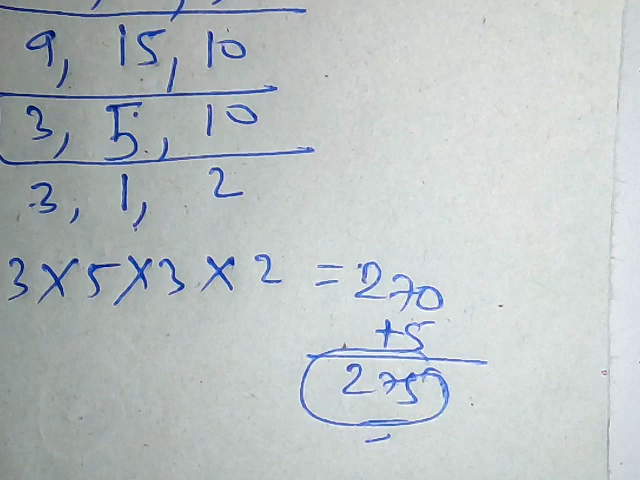 9, 15, 10
3, 5, 10
3, 1, 2
3×5×3×2 = 270
+5
275